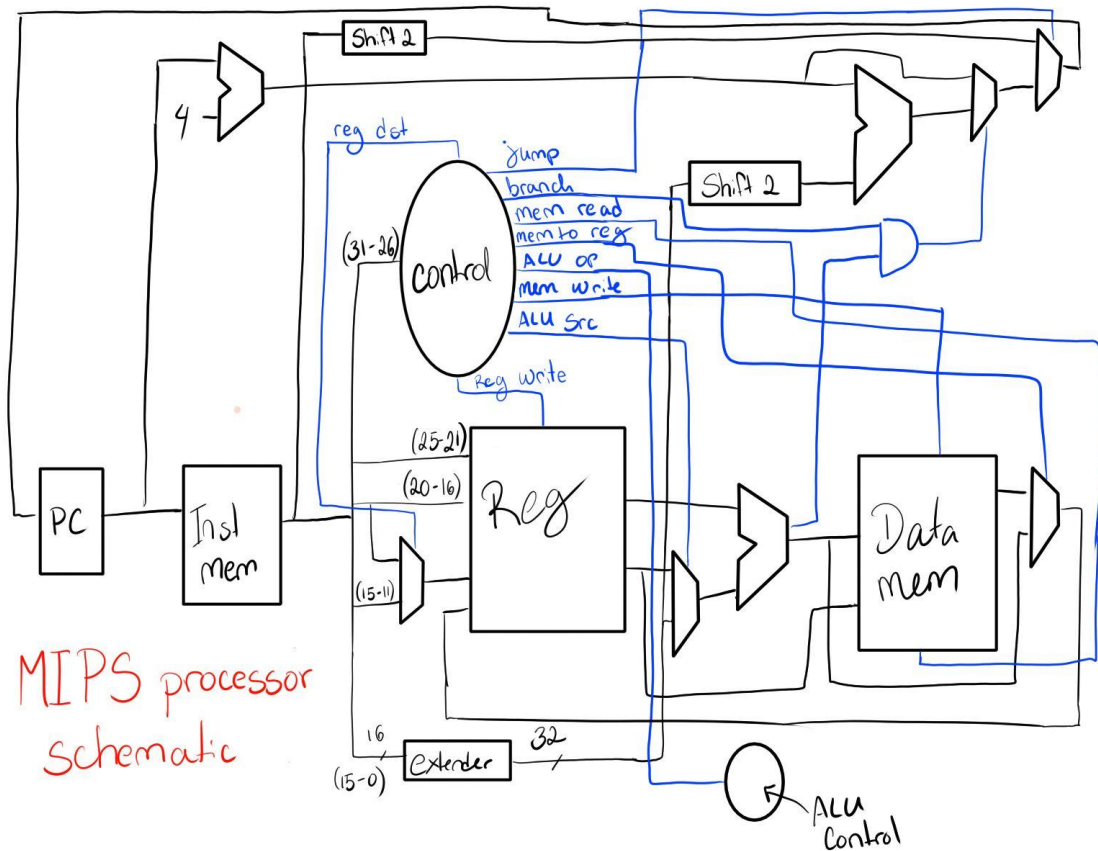 Shift 2
4
reg dst
jump
branch
mem read
mem to reg
ALU op
mem write
ALU Src
Reg write
control
(31-26)
Shift 2
(25-21)
(20-16)
(15-11)
Reg
PC
Inst
mem
Data
mem
MIPS processor
schematic
16
(15-0)
extender
32
ALU
Control